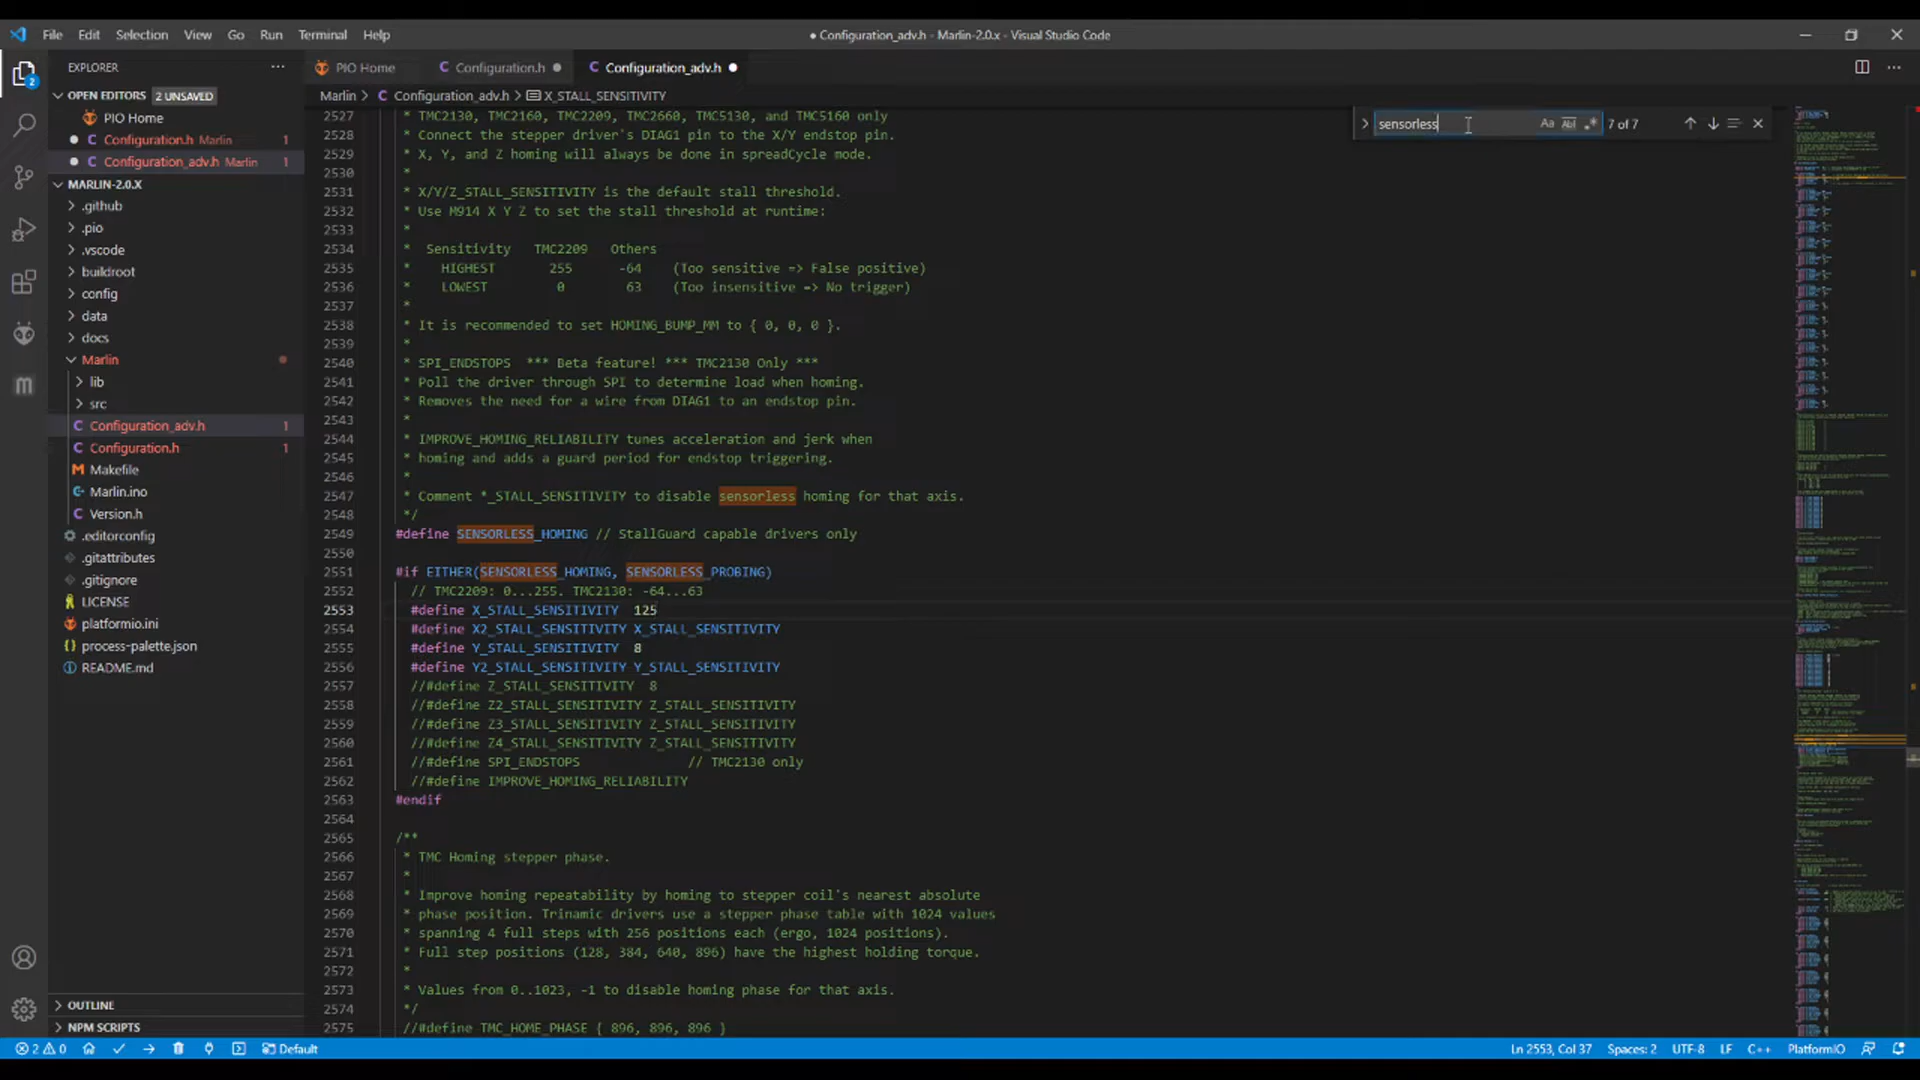 File Edit Selection View Go Run Terminal Help
● Configuration_adv.h - Marlin-2.0.x - Visual Studio Code
EXPLORER
OPEN EDITORS 2 UNSAVED
PIO Home
Configuration.h Marlin 1
Configuration_adv.h Marlin 1
MARLIN-2.0.X
.github
.pio
.vscode
buildroot
config
data
docs
Marlin
lib
src
Configuration_adv.h 1
Configuration.h 1
Makefile
Marlin.ino
Version.h
.editorconfig
.gitattributes
.gitignore
LICENSE
platformio.ini
process-palette.json
README.md
OUTLINE
NPM SCRIPTS
PIO Home Configuration.h Configuration_adv.h
Marlin > Configuration_adv.h > X_STALL_SENSITIVITY
sensorless Aa 7 of 7
2527 * TMC2130, TMC2160, TMC2209, TMC2660, TMC5130, and TMC5160 only
2528 * Connect the stepper driver's DIAG1 pin to the X/Y endstop pin.
2529 * X, Y, and Z homing will always be done in spreadCycle mode.
2530 *
2531 * X/Y/Z_STALL_SENSITIVITY is the default stall threshold.
2532 * Use M914 X Y Z to set the stall threshold at runtime:
2533 *
2534 * Sensitivity TMC2209 Others
2535 * HIGHEST 255 -64 (Too sensitive => False positive)
2536 * LOWEST 0 63 (Too insensitive => No trigger)
2537 *
2538 * It is recommended to set HOMING_BUMP_MM to { 0, 0, 0 }.
2539 *
2540 * SPI_ENDSTOPS *** Beta feature! *** TMC2130 Only ***
2541 * Poll the driver through SPI to determine load when homing.
2542 * Removes the need for a wire from DIAG1 to an endstop pin.
2543 *
2544 * IMPROVE_HOMING_RELIABILITY tunes acceleration and jerk when
2545 * homing and adds a guard period for endstop triggering.
2546 *
2547 * Comment *_STALL_SENSITIVITY to disable sensorless homing for that axis.
2548 */
2549 #define SENSORLESS_HOMING // StallGuard capable drivers only
2550
2551 #if EITHER(SENSORLESS_HOMING, SENSORLESS_PROBING)
2552 // TMC2209: 0...255. TMC2130: -64...63
2553 #define X_STALL_SENSITIVITY 125
2554 #define X2_STALL_SENSITIVITY X_STALL_SENSITIVITY
2555 #define Y_STALL_SENSITIVITY 8
2556 #define Y2_STALL_SENSITIVITY Y_STALL_SENSITIVITY
2557 //#define Z_STALL_SENSITIVITY 8
2558 //#define Z2_STALL_SENSITIVITY Z_STALL_SENSITIVITY
2559 //#define Z3_STALL_SENSITIVITY Z_STALL_SENSITIVITY
2560 //#define Z4_STALL_SENSITIVITY Z_STALL_SENSITIVITY
2561 //#define SPI_ENDSTOPS // TMC2130 only
2562 //#define IMPROVE_HOMING_RELIABILITY
2563 #endif
2564
2565 /**
2566 * TMC Homing stepper phase.
2567 *
2568 * Improve homing repeatability by homing to stepper coil's nearest absolute
2569 * phase position. Trinamic drivers use a stepper phase table with 1024 values
2570 * spanning 4 full steps with 256 positions each (ergo, 1024 positions).
2571 * Full step positions (128, 384, 640, 896) have the highest holding torque.
2572 *
2573 * Values from 0..1023, -1 to disable homing phase for that axis.
2574 */
2575 //#define TMC_HOME_PHASE { 896, 896, 896 }
2 0 Default Ln 2553, Col 37 Spaces: 2 UTF-8 LF C++ PlatformIO